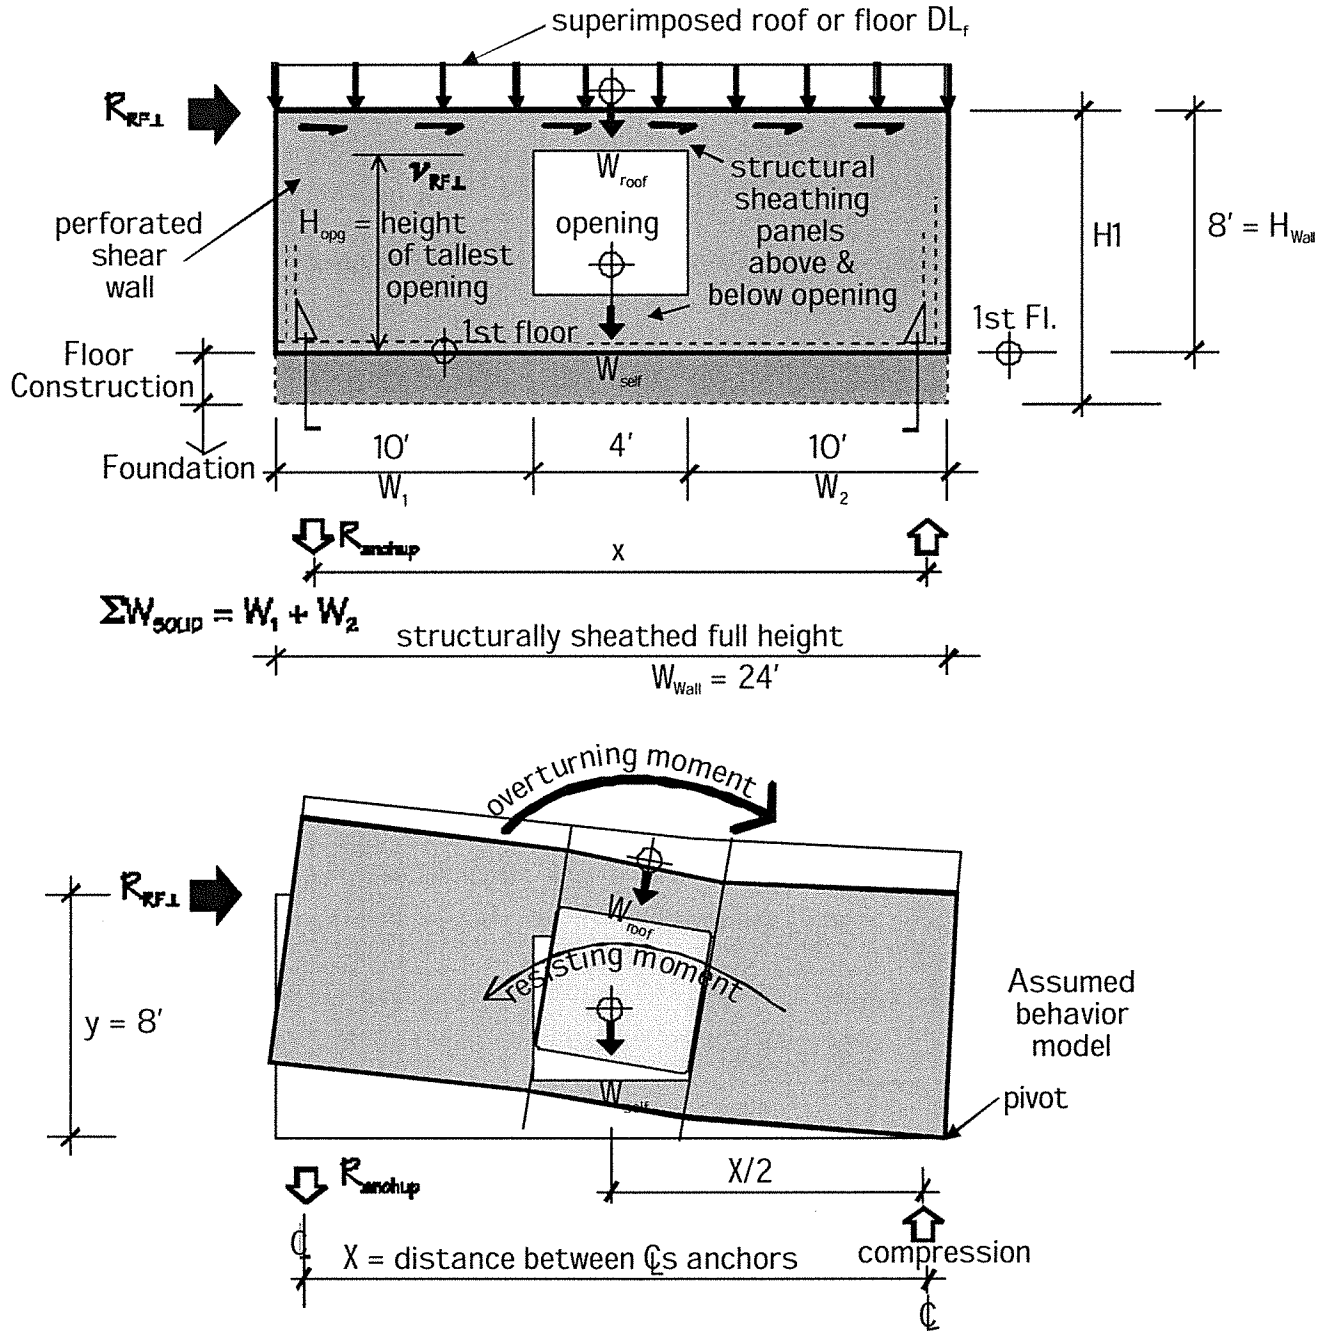 superimposed roof or floor DLf
RRF⊥
νRF⊥
Wroof
structural
sheathing
panels
above &
below opening
perforated
shear
wall
Hopg = height
of tallest
opening
opening
H1
8' = HWall
1st floor
1st Fl.
Floor
Construction
Wself
Foundation
10'
4'
10'
W1
W2
Ranchup
x
ΣWSOLID = W1 + W2
structurally sheathed full height
WWall = 24'
overturning moment
RRF⊥
Wroof
resisting moment
y = 8'
Assumed
behavior
model
Wself
pivot
Ranchup
X/2
℄
X = distance between ℄s anchors
compression
℄